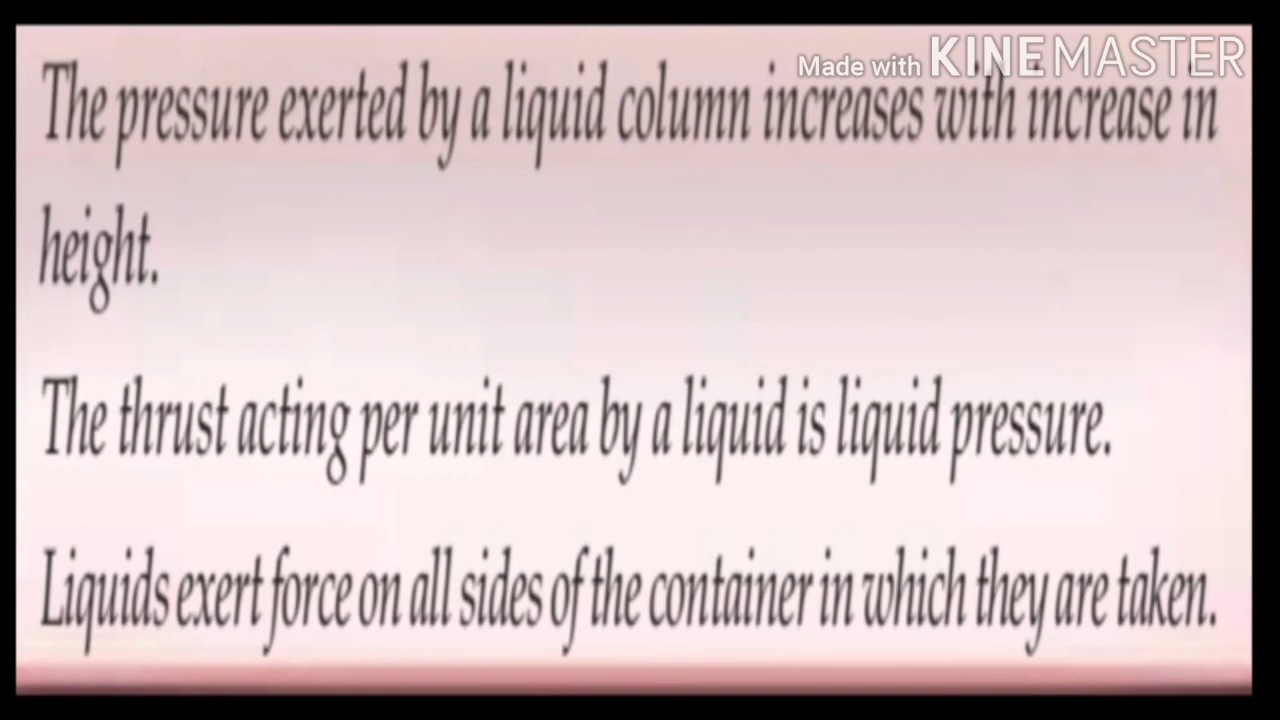 Made with KINEMASTER
The pressure exerted by a liquid column increases with increase in
height.
The thrust acting per unit area by a liquid is liquid pressure.
Liquids exert force on all sides of the container in which they are taken.